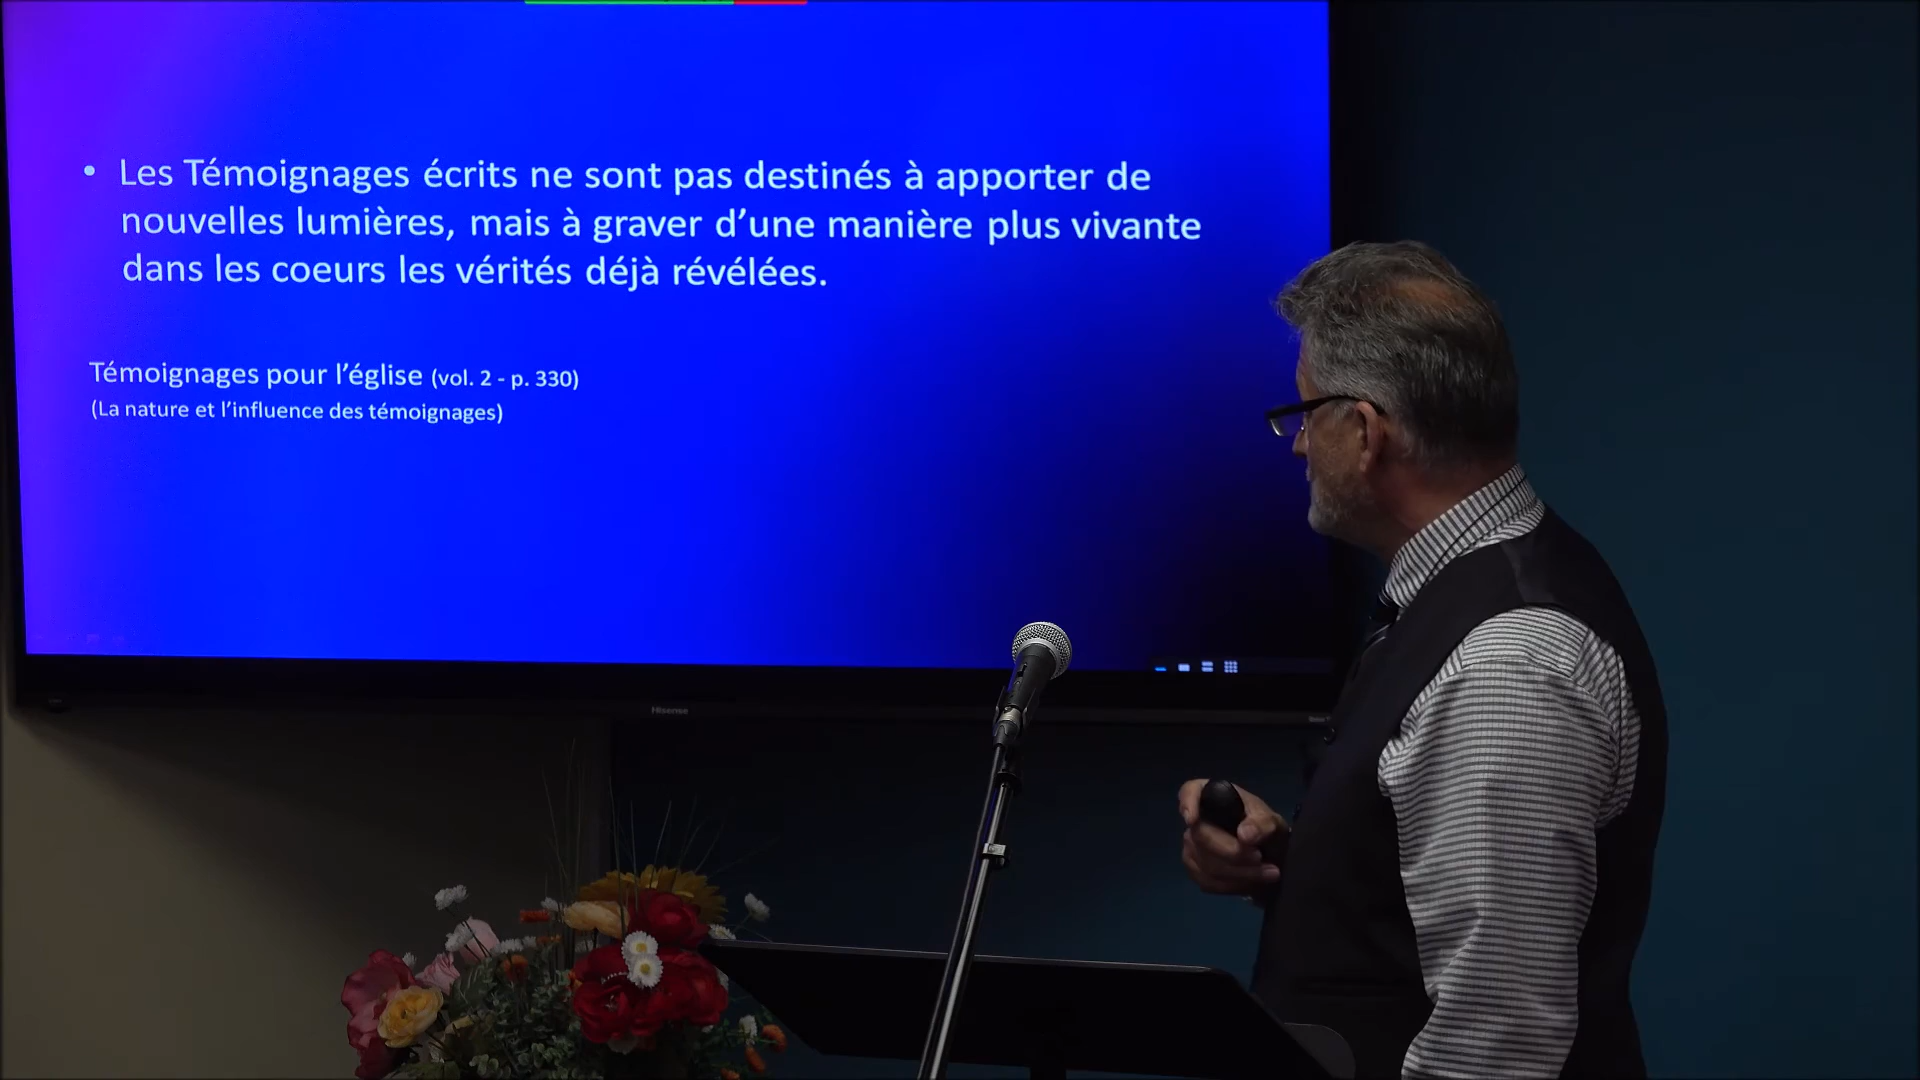 • Les Témoignages écrits ne sont pas destinés à apporter de
nouvelles lumières, mais à graver d’une manière plus vivante
dans les coeurs les vérités déjà révélées.
Témoignages pour l’église (vol. 2 - p. 330)
(La nature et l’influence des témoignages)
Hisense